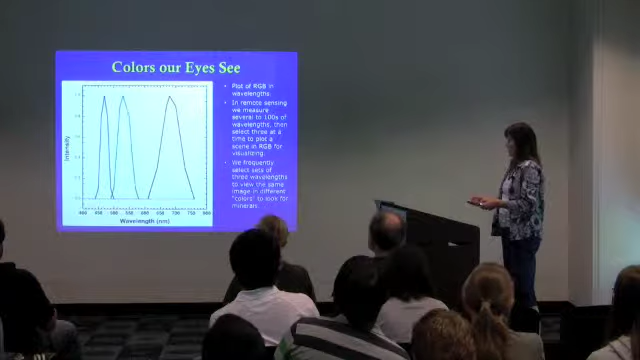 Colors our Eyes See
• Plot of RGB in
wavelengths.
• In remote sensing
we measure
several to 100s of
wavelengths, then
select three at a
time to plot a
scene in RGB for
visualizing.
• We frequently
select sets of
three wavelengths
to view the same
image in different
"colors" to look for
minerals.
Intensity
400 450 500 550 600 650 700 750 800
Wavelength (nm)